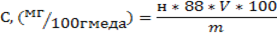 С, (мг/100гмеда) = н * 88 * V * 100 / m